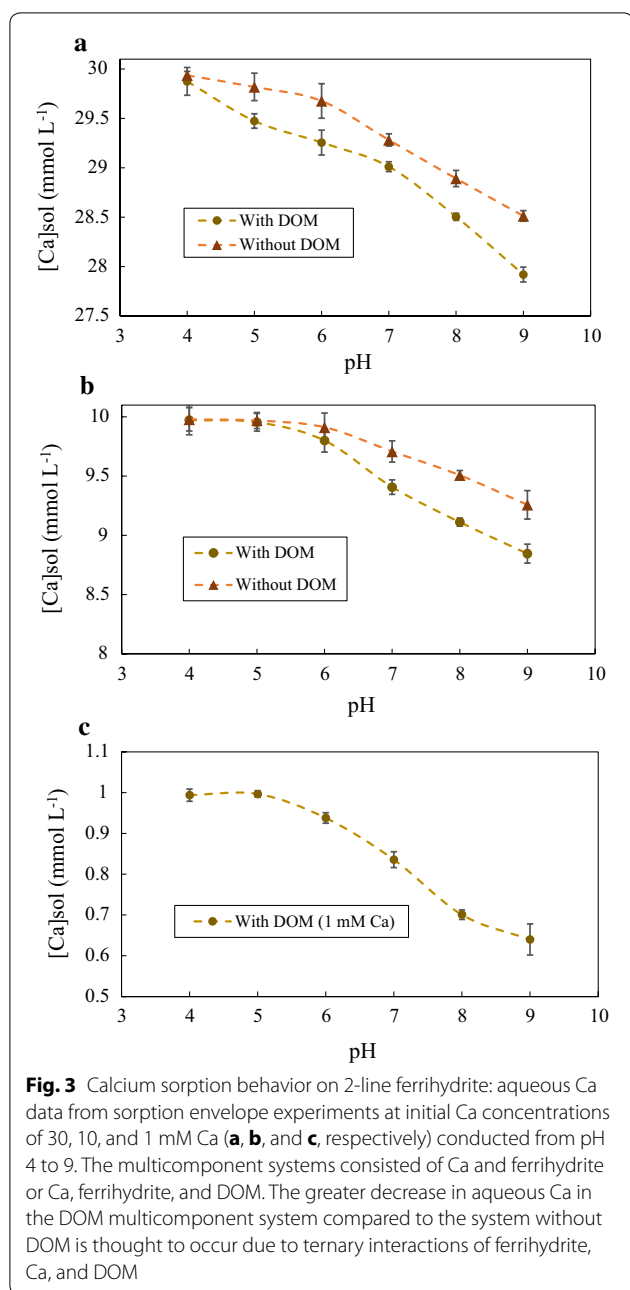 a
30
29.5
29
28.5
28
27.5
[Ca]sol (mmol L-1)
With DOM
Without DOM
3 4 5 6 7 8 9 10
pH
b
10
9.5
9
8.5
8
[Ca]sol (mmol L-1)
With DOM
Without DOM
3 4 5 6 7 8 9 10
pH
c
1.1
1
0.9
0.8
0.7
0.6
0.5
[Ca]sol (mmol L-1)
With DOM (1 mM Ca)
3 4 5 6 7 8 9 10
pH
Fig. 3 Calcium sorption behavior on 2-line ferrihydrite: aqueous Ca
data from sorption envelope experiments at initial Ca concentrations
of 30, 10, and 1 mM Ca (a, b, and c, respectively) conducted from pH
4 to 9. The multicomponent systems consisted of Ca and ferrihydrite
or Ca, ferrihydrite, and DOM. The greater decrease in aqueous Ca in
the DOM multicomponent system compared to the system without
DOM is thought to occur due to ternary interactions of ferrihydrite,
Ca, and DOM